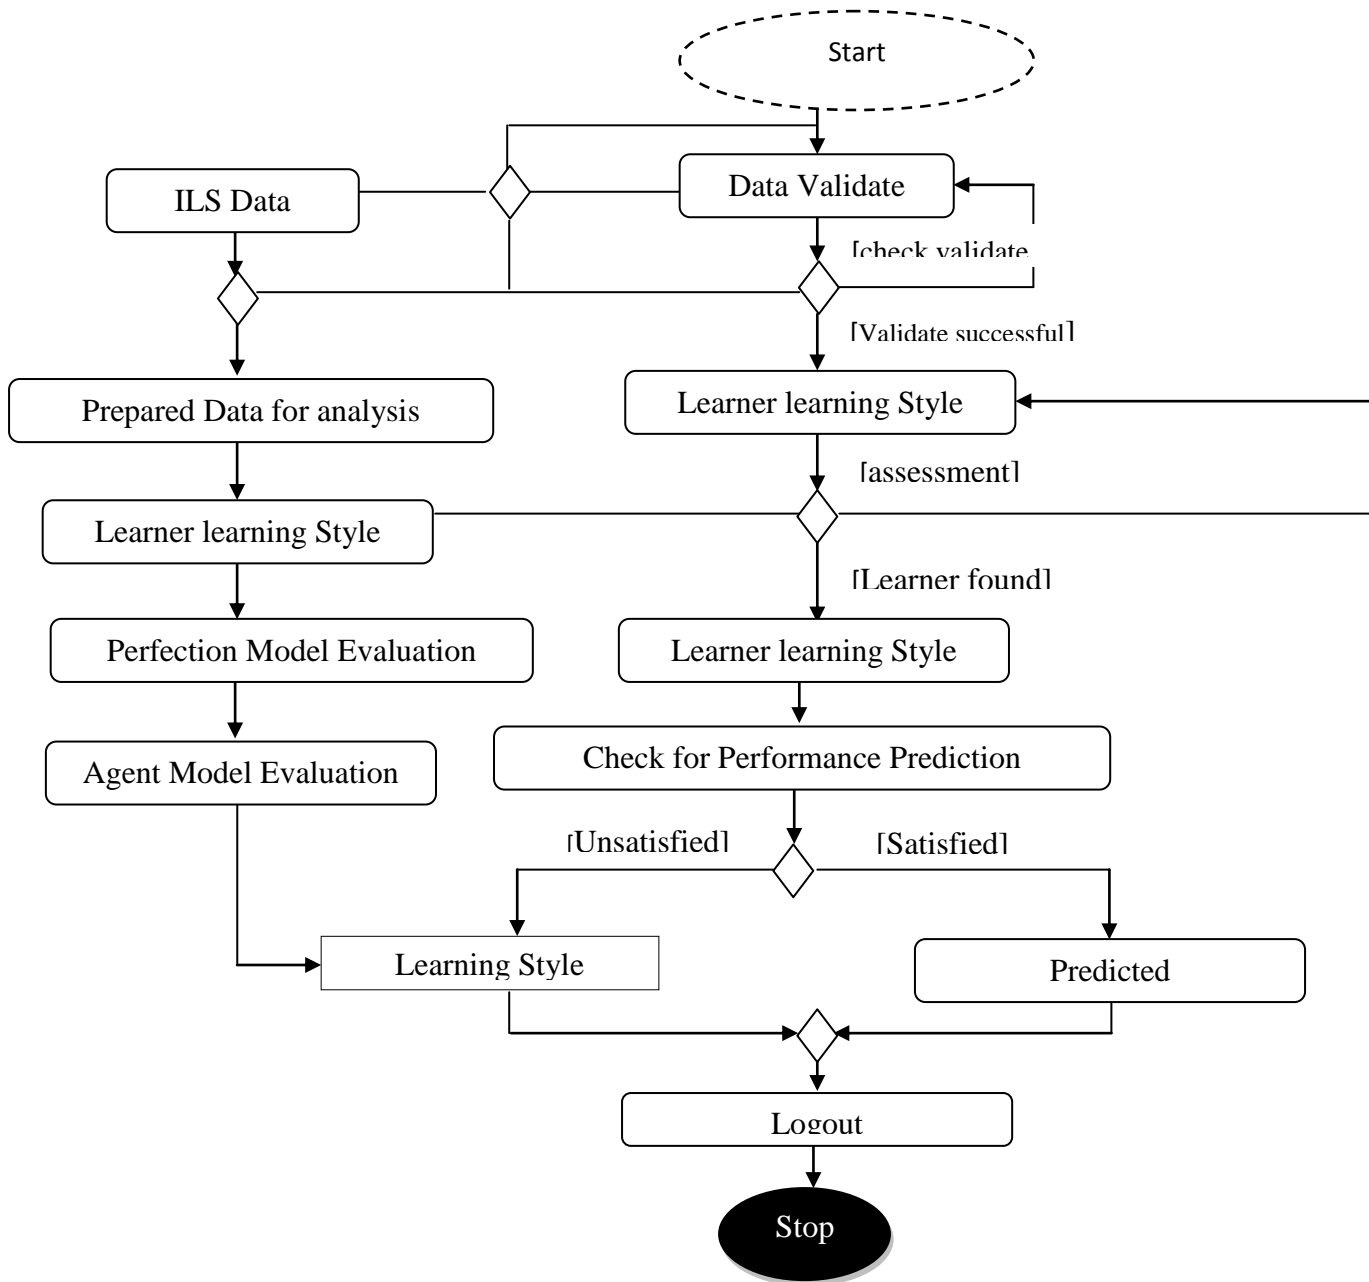 Start
ILS Data
Data Validate
[check validate
[Validate successful]
Prepared Data for analysis
Learner learning Style
[assessment]
Learner learning Style
[Learner found]
Perfection Model Evaluation
Learner learning Style
Agent Model Evaluation
Check for Performance Prediction
[Unsatisfied]
[Satisfied]
Learning Style
Predicted
Logout
Stop